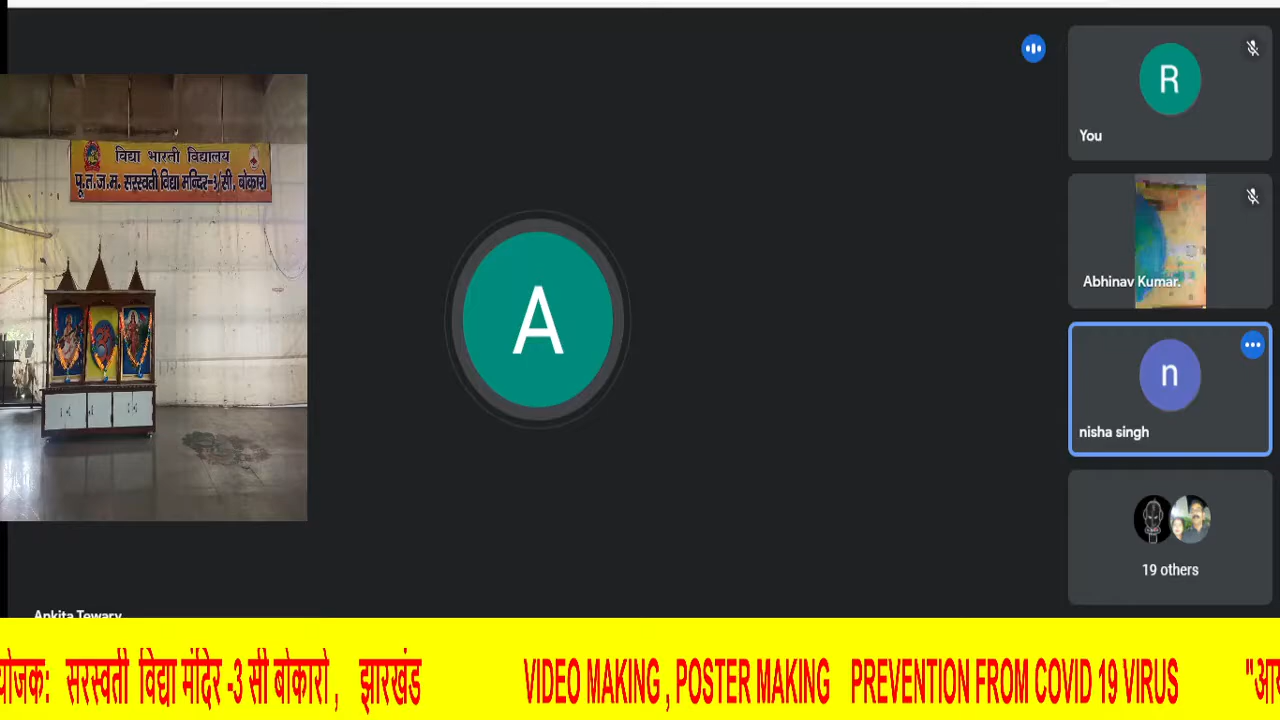 विद्या भारती विद्यालय
पू.त.ज.म. सरस्वती विद्या मन्दिर-3/सी, बोकारो
A
Ankita Tewary
R
You
Abhinav Kumar.
n
nisha singh
19 others
योजक: सरस्वती विद्या मंदिर -3 सी बोकारो , झारखंड VIDEO MAKING , POSTER MAKING PREVENTION FROM COVID 19 VIRUS